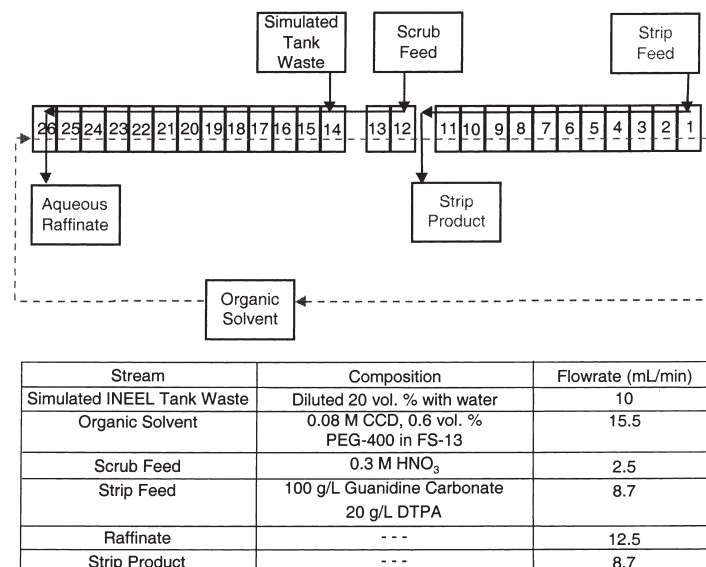 Simulated
Tank
Waste
Scrub
Feed
Strip
Feed
26 25 24 23 22 21 20 19 18 17 16 15 14 13 12 11 10 9 8 7 6 5 4 3 2 1
Aqueous
Raffinate
Strip
Product
Organic
Solvent
Stream Composition Flowrate (mL/min)
Simulated INEEL Tank Waste Diluted 20 vol. % with water 10
Organic Solvent 0.08 M CCD, 0.6 vol. % 15.5
PEG-400 in FS-13
Scrub Feed 0.3 M HNO₃ 2.5
Strip Feed 100 g/L Guanidine Carbonate 8.7
20 g/L DTPA
Raffinate - - - 12.5
Strip Product - - - 8.7